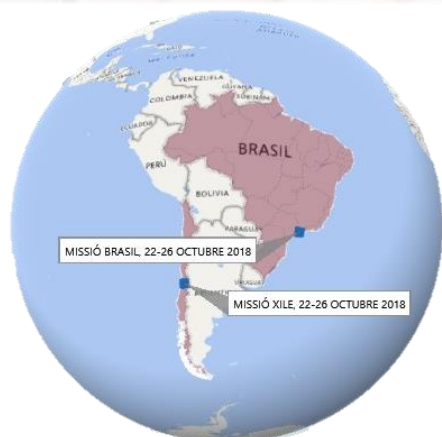 VENEZUELA
GUYANA
SURINAME
COLOMBIA
ECUADOR
BRASIL
PERÚ
BOLIVIA
PARAGUAY
MISSIÓ BRASIL, 22-26 OCTUBRE 2018
URUGUAY
MISSIÓ XILE, 22-26 OCTUBRE 2018